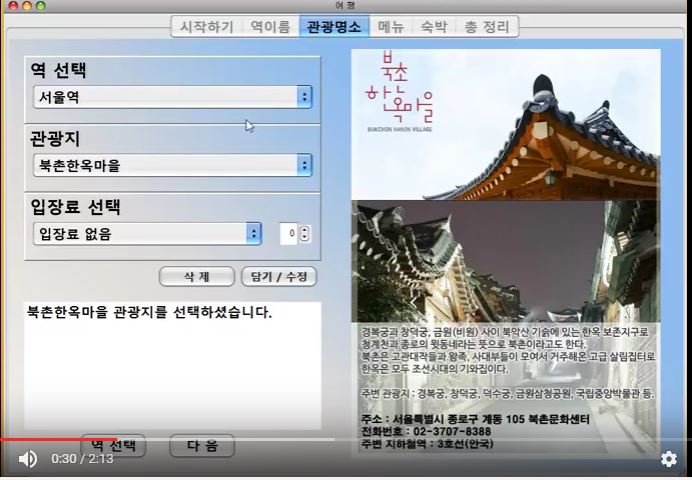 여 행
시작하기 역이름 관광명소 메뉴 숙박 총 정리
역 선택
서울역
관광지
북촌한옥마을
입장료 선택
입장료 없음 0
삭 제 담기 / 수정
북촌한옥마을 관광지를 선택하셨습니다.
역 선택 다 음
북촌
한옥마을
BUKCHON HANOK VILLAGE
경복궁과 창덕궁, 금원(비원) 사이 북악산 기슭에 있는 한옥 보존지구로
청계천과 종로의 윗동네라는 뜻으로 북촌이라고도 한다.
북촌은 고관대작들과 왕족, 사대부들이 모여서 거주해온 고급 살림집터로
한옥은 모두 조선시대의 기와집이다.
주변 관광지 : 경복궁, 창덕궁, 덕수궁, 금원삼청공원, 국립중앙박물관 등.
주소 : 서울특별시 종로구 계동 105 북촌문화센터
전화번호 : 02-3707-8388
주변 지하철역 : 3호선(안국)
0:30 / 2:13